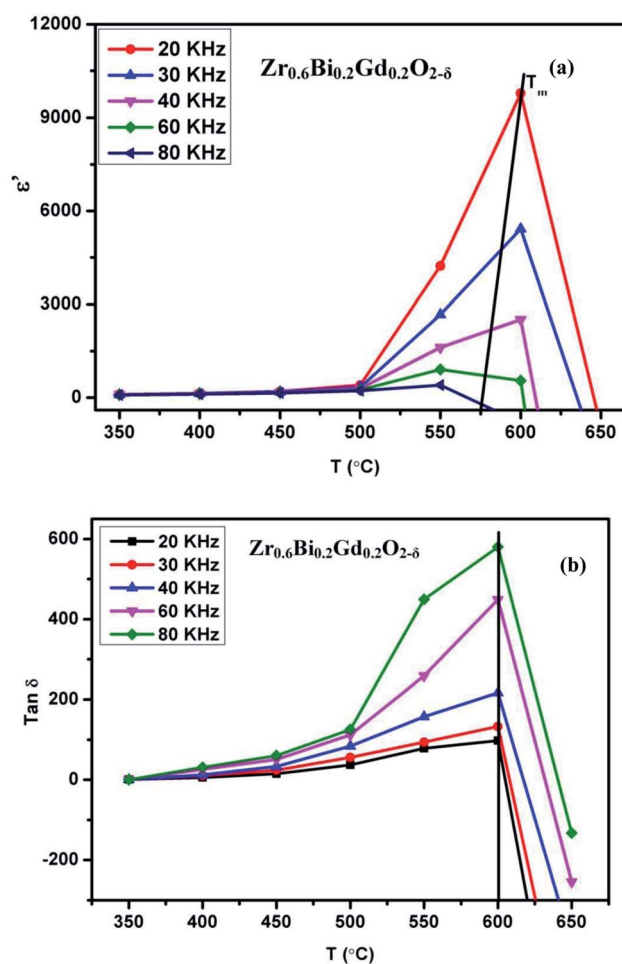 12000
9000
6000
3000
0
ε'
20 KHz
30 KHz
40 KHz
60 KHz
80 KHz
Zr0.6Bi0.2Gd0.2O2-δ
(a)
Tm
350 400 450 500 550 600 650
T (°C)
600
400
200
0
-200
Tan δ
20 KHz
30 KHz
40 KHz
60 KHz
80 KHz
Zr0.6Bi0.2Gd0.2O2-δ
(b)
350 400 450 500 550 600 650
T (°C)